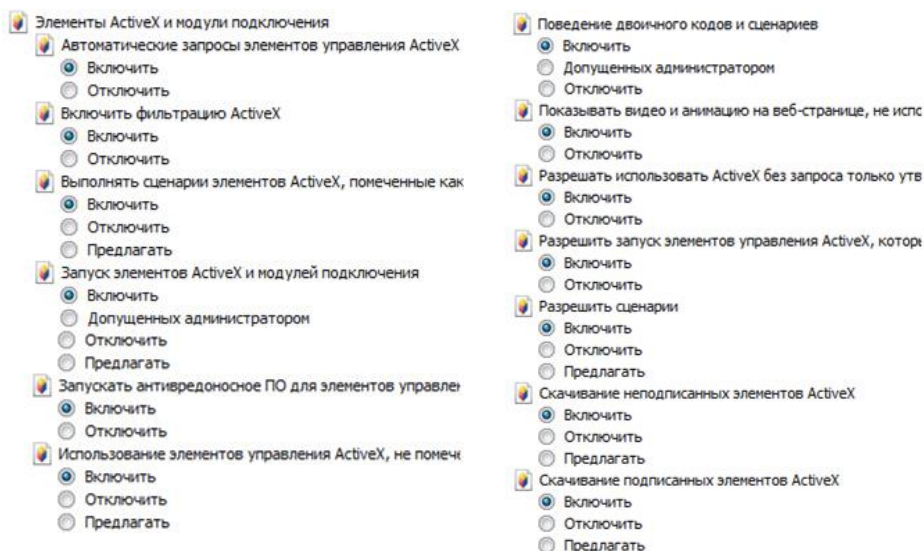 Элементы ActiveX и модули подключения
Автоматические запросы элементов управления ActiveX
Включить
Отключить
Включить фильтрацию ActiveX
Включить
Отключить
Выполнять сценарии элементов ActiveX, помеченные как
Включить
Отключить
Предлагать
Запуск элементов ActiveX и модулей подключения
Включить
Допущенных администратором
Отключить
Предлагать
Запускать антивредоносное ПО для элементов управлен
Включить
Отключить
Использование элементов управления ActiveX, не помече
Включить
Отключить
Предлагать
Поведение двоичного кодов и сценариев
Включить
Допущенных администратором
Отключить
Показывать видео и анимацию на веб-странице, не испо
Включить
Отключить
Разрешать использовать ActiveX без запроса только утв
Включить
Отключить
Разрешить запуск элементов управления ActiveX, которы
Включить
Отключить
Разрешить сценарии
Включить
Отключить
Предлагать
Скачивание неподписанных элементов ActiveX
Включить
Отключить
Предлагать
Скачивание подписанных элементов ActiveX
Включить
Отключить
Предлагать